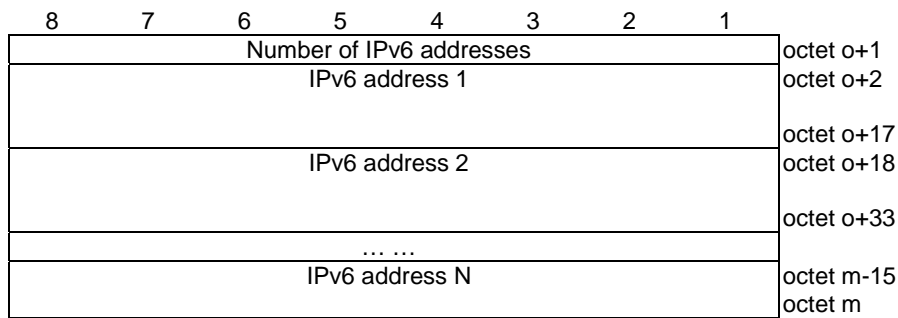 8 7 6 5 4 3 2 1
Number of IPv6 addresses octet o+1
IPv6 address 1 octet o+2
octet o+17
IPv6 address 2 octet o+18
octet o+33
… …
IPv6 address N octet m-15
octet m